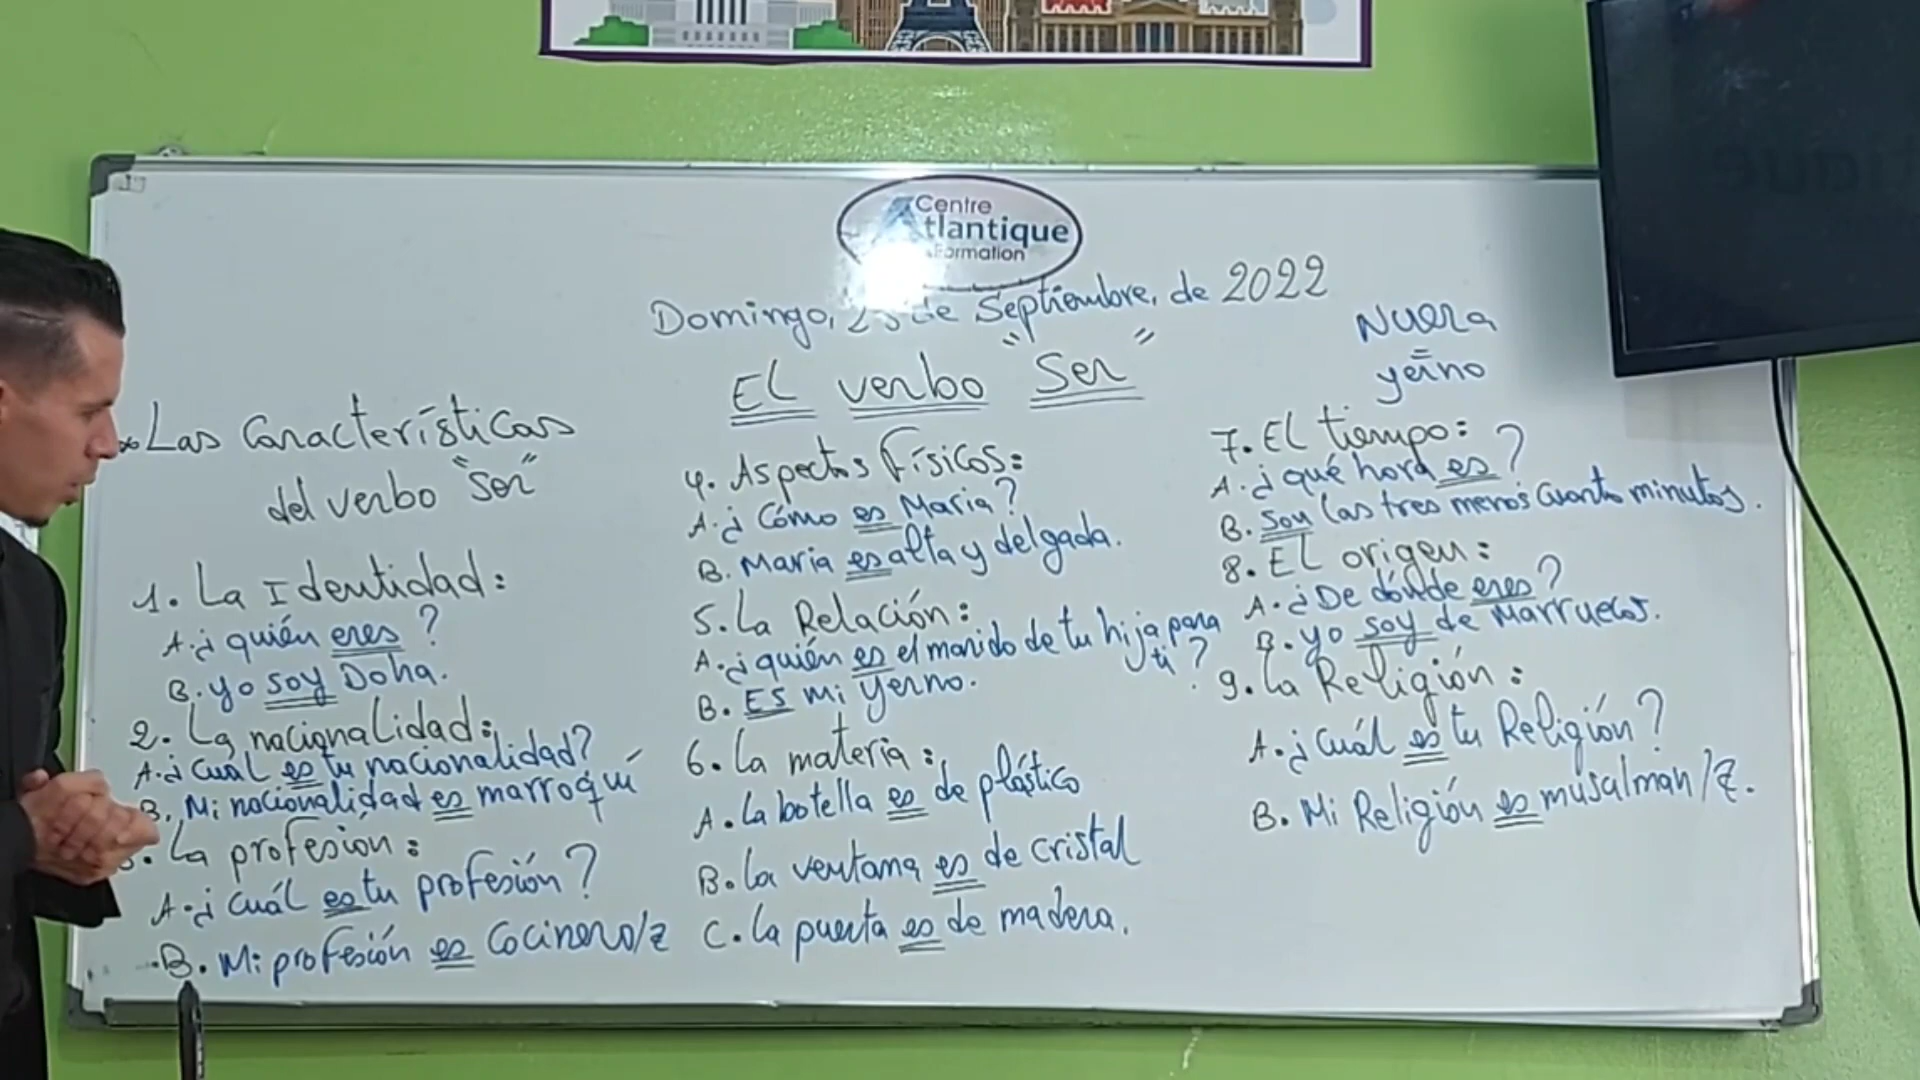 Centre
Atlantique
Formation
Domingo, 25 de Septiembre, de 2022
El verbo "Ser"
Nuera
=
yerno
Las Características
del verbo "Ser"
1. La Identidad:
A. ¿quién eres?
B. yo soy Doha.
2. La nacionalidad:
A. ¿Cuál es tu nacionalidad?
B. Mi nacionalidad es marroquí
3. La profesión:
A. ¿Cuál es tu profesión?
B. Mi profesión es Cocinero/a
4. Aspectos Físicos:
A. ¿Cómo es Maria?
B. Maria es alta y delgada.
5. La Relación:
A. ¿quién es el marido de tu hija para
ti?
B. Es mi yerno.
6. La materia:
A. La botella es de plástico
B. La ventana es de cristal
C. La puerta es de madera.
7. El tiempo:
A. ¿qué hora es?
B. Son las tres menos cuarto minutos.
8. El origen:
A. ¿De dónde eres?
B. yo soy de Marruecos.
9. La Religión:
A. ¿Cuál es tu Religión?
B. Mi Religión es musulman/a.